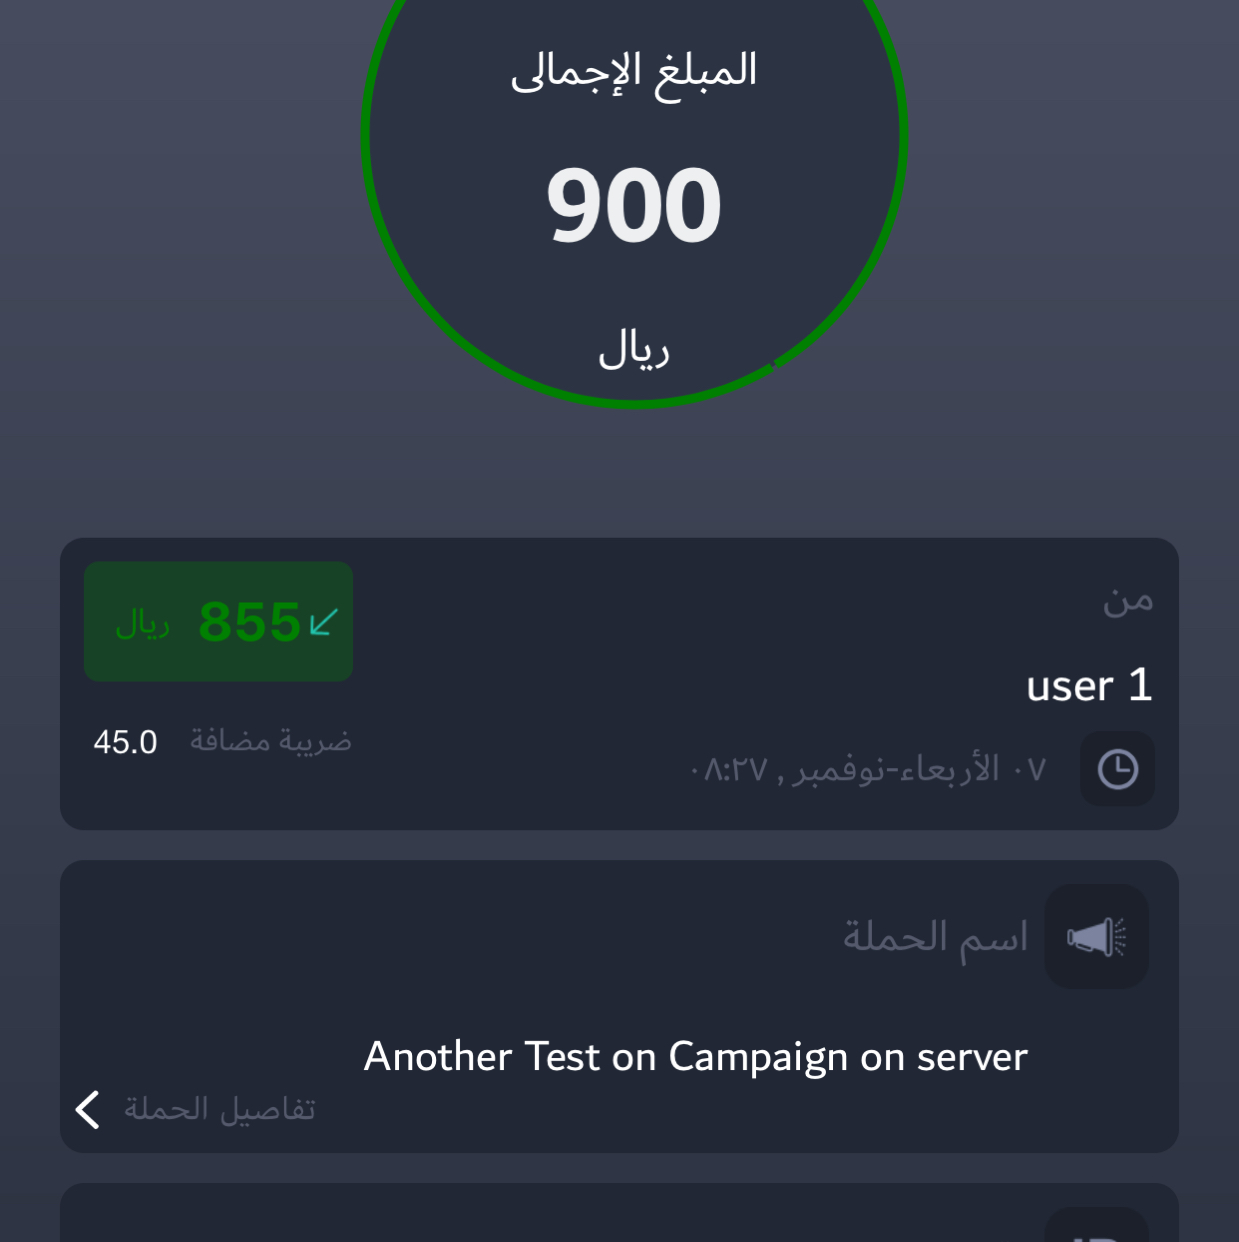 المبلغ الإجمالى
900
ريال
من
855 ريال
user 1
ضريبة مضافة 45.0
٠٧ الأربعاء-نوفمبر , ٠٨:٢٧
اسم الحملة
Another Test on Campaign on server
تفاصيل الحملة